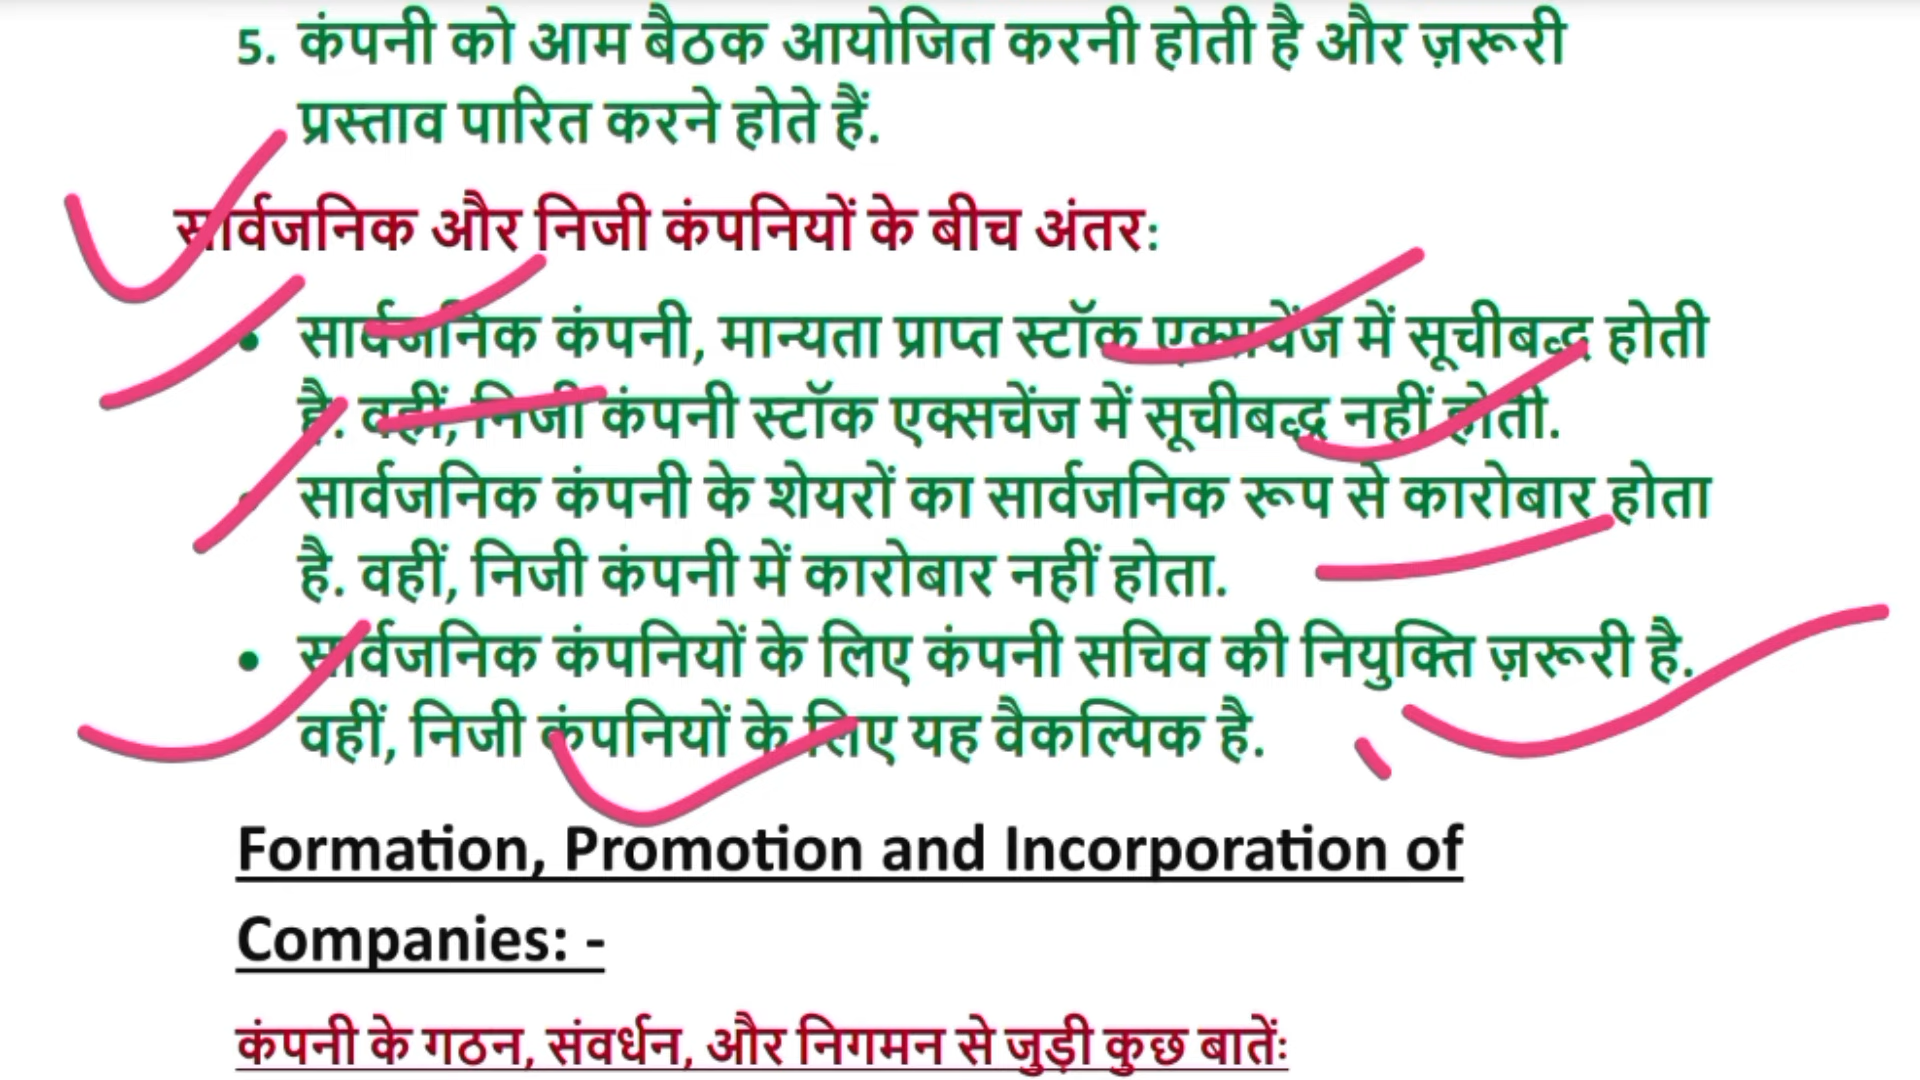 5. कंपनी को आम बैठक आयोजित करनी होती है और ज़रूरी
प्रस्ताव पारित करने होते हैं.
सार्वजनिक और निजी कंपनियों के बीच अंतर:
• सार्वजनिक कंपनी, मान्यता प्राप्त स्टॉक एक्सचेंज में सूचीबद्ध होती
है. वहीं, निजी कंपनी स्टॉक एक्सचेंज में सूचीबद्ध नहीं होती.
• सार्वजनिक कंपनी के शेयरों का सार्वजनिक रूप से कारोबार होता
है. वहीं, निजी कंपनी में कारोबार नहीं होता.
• सार्वजनिक कंपनियों के लिए कंपनी सचिव की नियुक्ति ज़रूरी है.
वहीं, निजी कंपनियों के लिए यह वैकल्पिक है.
Formation, Promotion and Incorporation of
Companies: -
कंपनी के गठन, संवर्धन, और निगमन से जुड़ी कुछ बातें: